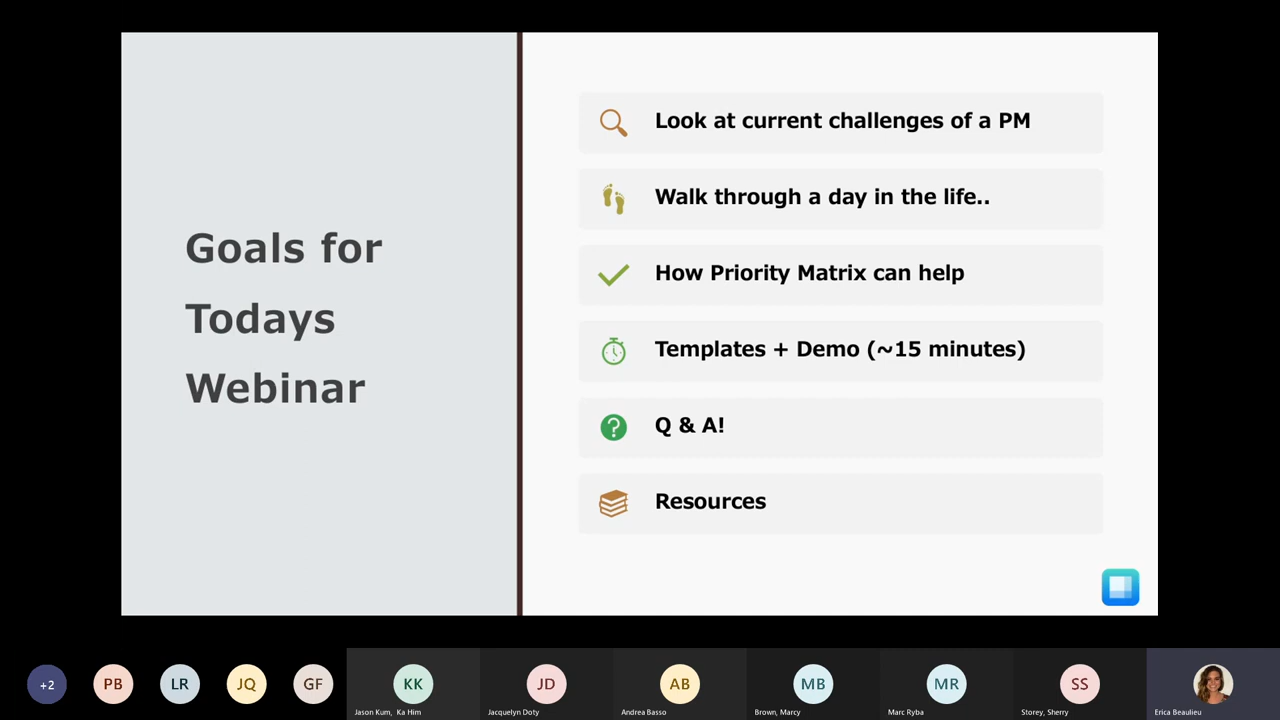 Goals for
Todays
Webinar
Look at current challenges of a PM
Walk through a day in the life..
How Priority Matrix can help
Templates + Demo (~15 minutes)
?
Q & A!
Resources
+2
PB
LR
JQ
GF
KK
Jason Kum, Ka Him
JD
Jacquelyn Doty
AB
Andrea Basso
MB
Brown, Marcy
MR
Marc Ryba
SS
Storey, Sherry
Erica Beaulieu